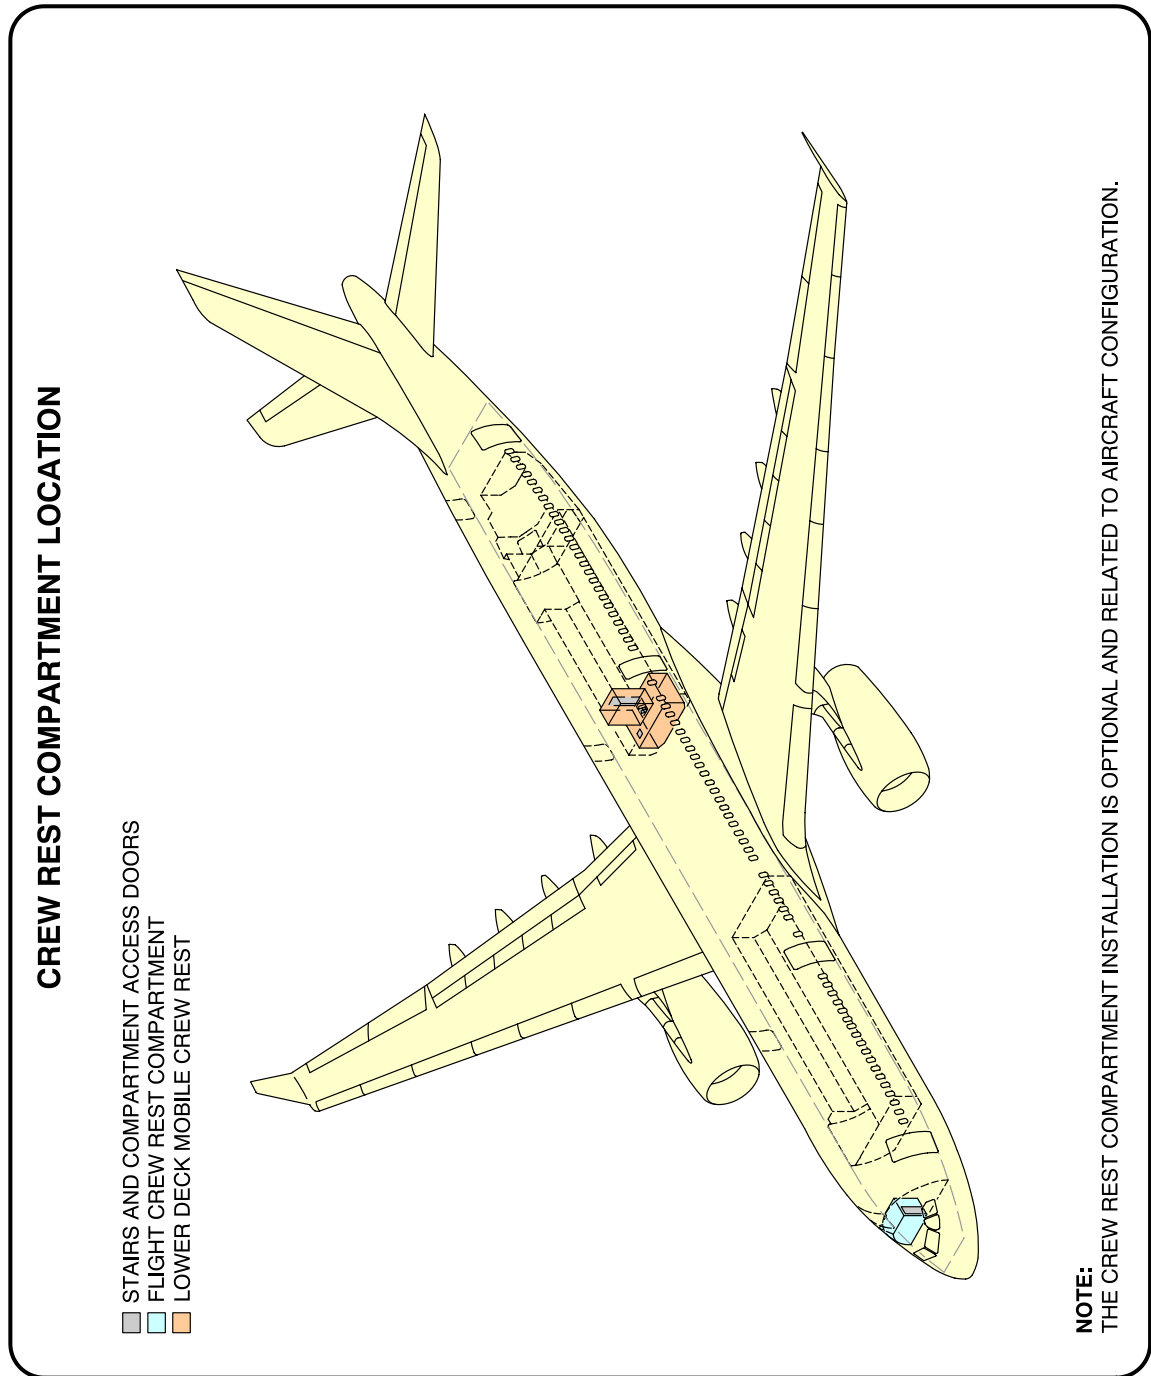 CREW REST COMPARTMENT LOCATION
STAIRS AND COMPARTMENT ACCESS DOORS
FLIGHT CREW REST COMPARTMENT
LOWER DECK MOBILE CREW REST
NOTE:
THE CREW REST COMPARTMENT INSTALLATION IS OPTIONAL AND RELATED TO AIRCRAFT CONFIGURATION.